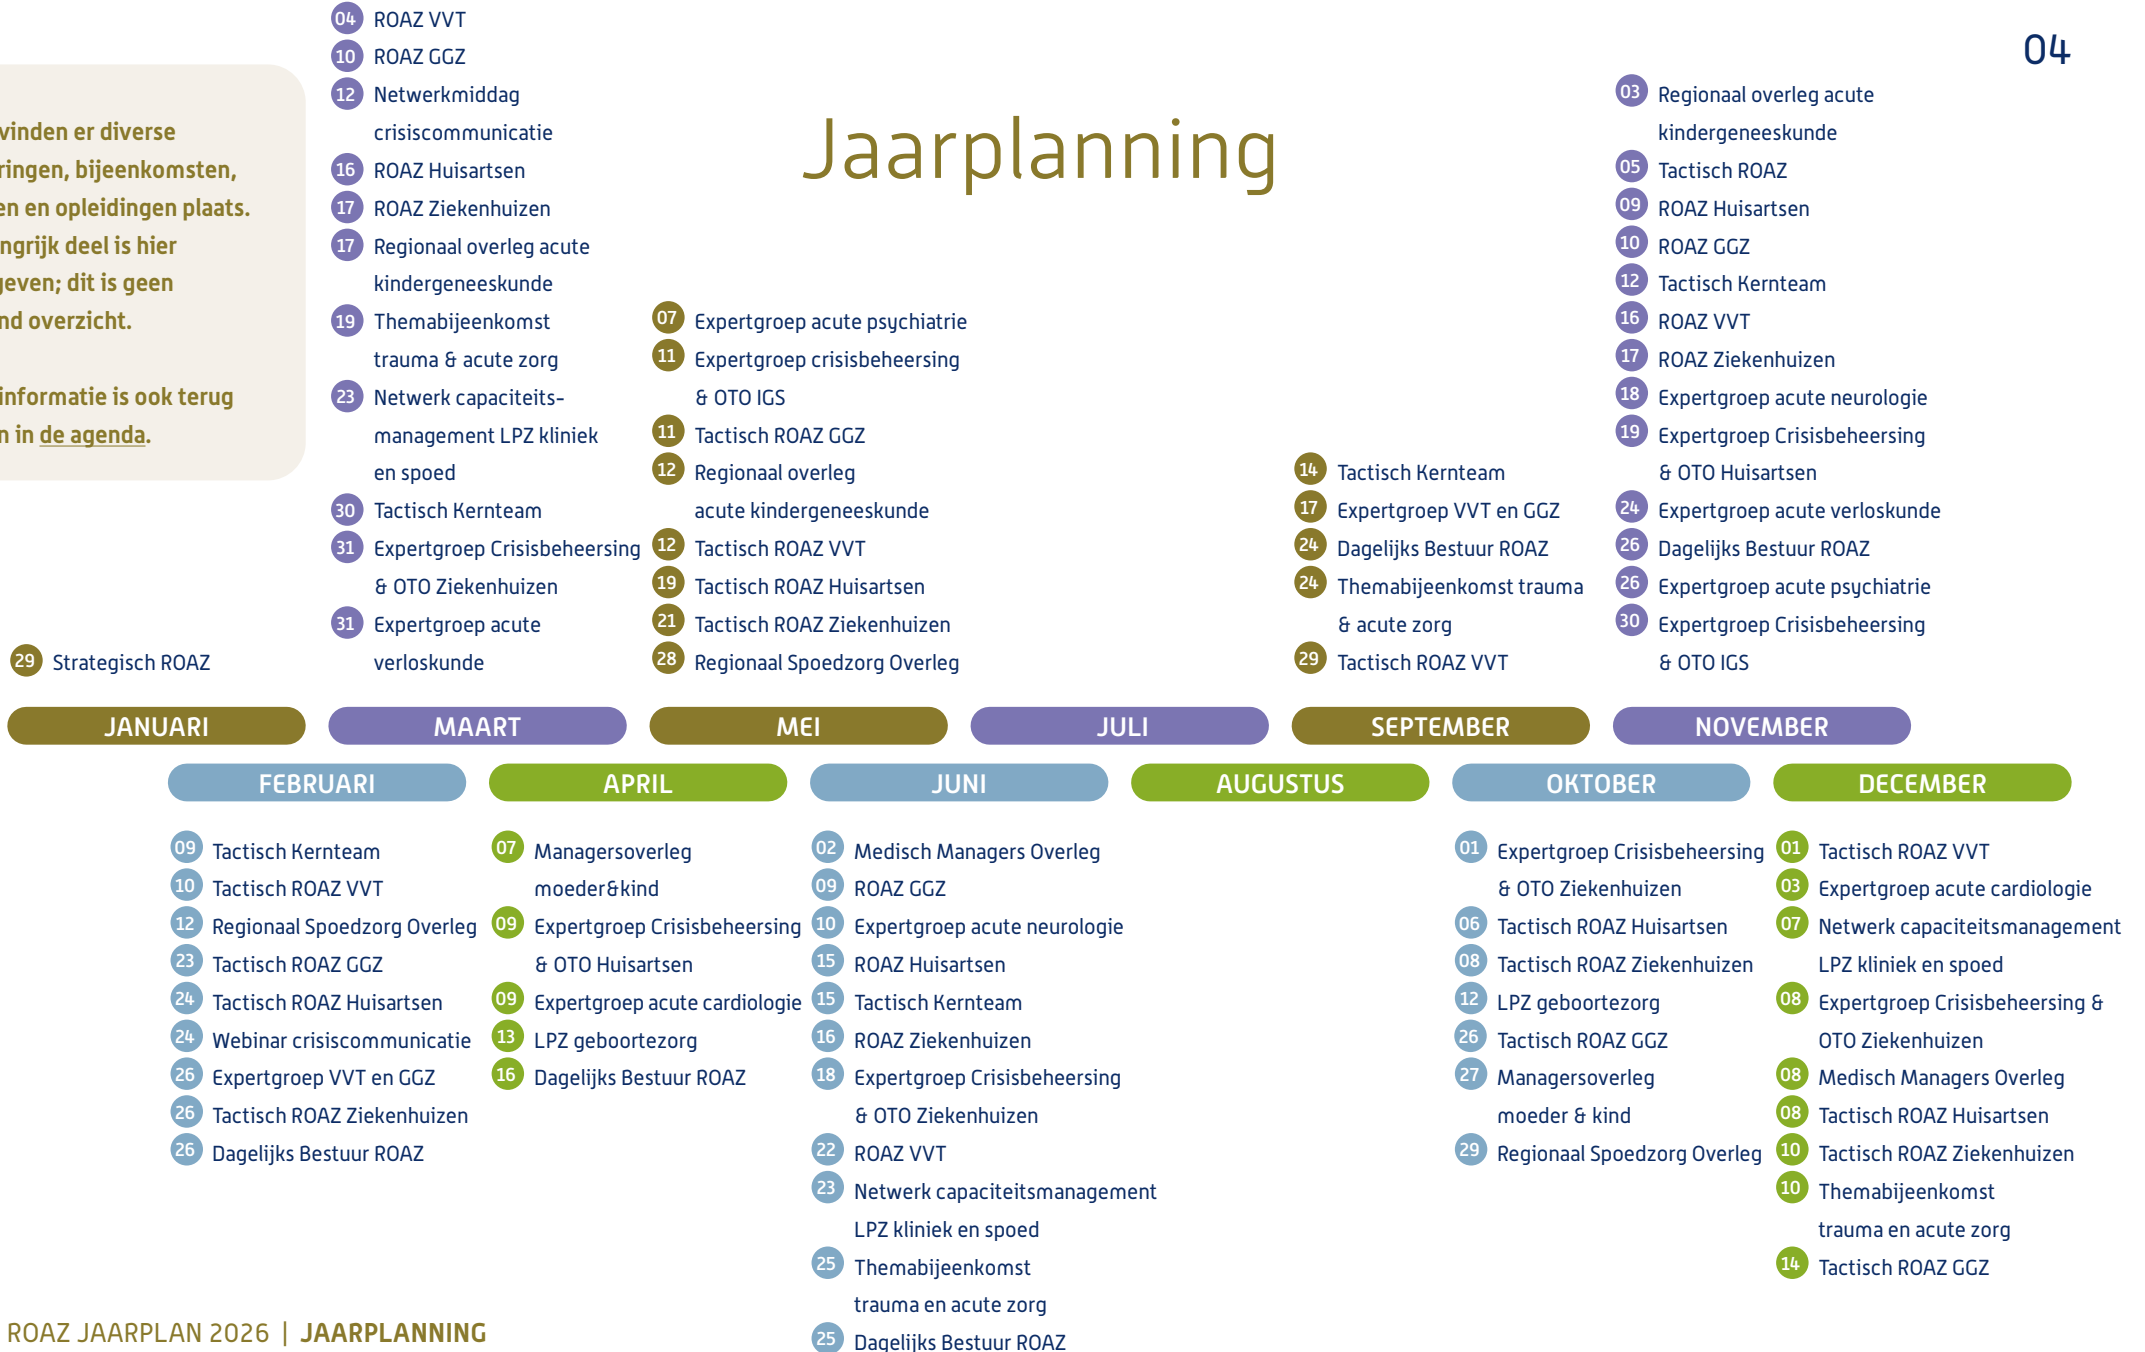 04
Jaarplanning
vinden er diverse
ringen, bijeenkomsten,
en en opleidingen plaats.
ngrijk deel is hier
geven; dit is geen
nd overzicht.
informatie is ook terug
n in de agenda.
29 Strategisch ROAZ
JANUARI
04 ROAZ VVT
10 ROAZ GGZ
12 Netwerkmiddag
crisiscommunicatie
16 ROAZ Huisartsen
17 ROAZ Ziekenhuizen
17 Regionaal overleg acute
kindergeneeskunde
19 Themabijeenkomst
trauma & acute zorg
23 Netwerk capaciteits-
management LPZ kliniek
en spoed
30 Tactisch Kernteam
31 Expertgroep Crisisbeheersing
& OTO Ziekenhuizen
31 Expertgroep acute
verloskunde
MAART
07 Expertgroep acute psychiatrie
11 Expertgroep crisisbeheersing
& OTO IGS
11 Tactisch ROAZ GGZ
12 Regionaal overleg
acute kindergeneeskunde
12 Tactisch ROAZ VVT
19 Tactisch ROAZ Huisartsen
21 Tactisch ROAZ Ziekenhuizen
28 Regionaal Spoedzorg Overleg
MEI
JULI
14 Tactisch Kernteam
17 Expertgroep VVT en GGZ
24 Dagelijks Bestuur ROAZ
24 Themabijeenkomst trauma
& acute zorg
29 Tactisch ROAZ VVT
SEPTEMBER
03 Regionaal overleg acute
kindergeneeskunde
05 Tactisch ROAZ
09 ROAZ Huisartsen
10 ROAZ GGZ
12 Tactisch Kernteam
16 ROAZ VVT
17 ROAZ Ziekenhuizen
18 Expertgroep acute neurologie
19 Expertgroep Crisisbeheersing
& OTO Huisartsen
24 Expertgroep acute verloskunde
26 Dagelijks Bestuur ROAZ
26 Expertgroep acute psychiatrie
30 Expertgroep Crisisbeheersing
& OTO IGS
NOVEMBER
FEBRUARI
09 Tactisch Kernteam
10 Tactisch ROAZ VVT
12 Regionaal Spoedzorg Overleg
23 Tactisch ROAZ GGZ
24 Tactisch ROAZ Huisartsen
24 Webinar crisiscommunicatie
26 Expertgroep VVT en GGZ
26 Tactisch ROAZ Ziekenhuizen
26 Dagelijks Bestuur ROAZ
APRIL
07 Managersoverleg
moeder&kind
09 Expertgroep Crisisbeheersing
& OTO Huisartsen
09 Expertgroep acute cardiologie
13 LPZ geboortezorg
16 Dagelijks Bestuur ROAZ
JUNI
02 Medisch Managers Overleg
09 ROAZ GGZ
10 Expertgroep acute neurologie
15 ROAZ Huisartsen
15 Tactisch Kernteam
16 ROAZ Ziekenhuizen
18 Expertgroep Crisisbeheersing
& OTO Ziekenhuizen
22 ROAZ VVT
23 Netwerk capaciteitsmanagement
LPZ kliniek en spoed
25 Themabijeenkomst
trauma en acute zorg
25 Dagelijks Bestuur ROAZ
AUGUSTUS
OKTOBER
01 Expertgroep Crisisbeheersing
& OTO Ziekenhuizen
06 Tactisch ROAZ Huisartsen
08 Tactisch ROAZ Ziekenhuizen
12 LPZ geboortezorg
26 Tactisch ROAZ GGZ
27 Managersoverleg
moeder & kind
29 Regionaal Spoedzorg Overleg
DECEMBER
01 Tactisch ROAZ VVT
03 Expertgroep acute cardiologie
07 Netwerk capaciteitsmanagement
LPZ kliniek en spoed
08 Expertgroep Crisisbeheersing &
OTO Ziekenhuizen
08 Medisch Managers Overleg
08 Tactisch ROAZ Huisartsen
10 Tactisch ROAZ Ziekenhuizen
10 Themabijeenkomst
trauma en acute zorg
14 Tactisch ROAZ GGZ
ROAZ JAARPLAN 2026 | JAARPLANNING